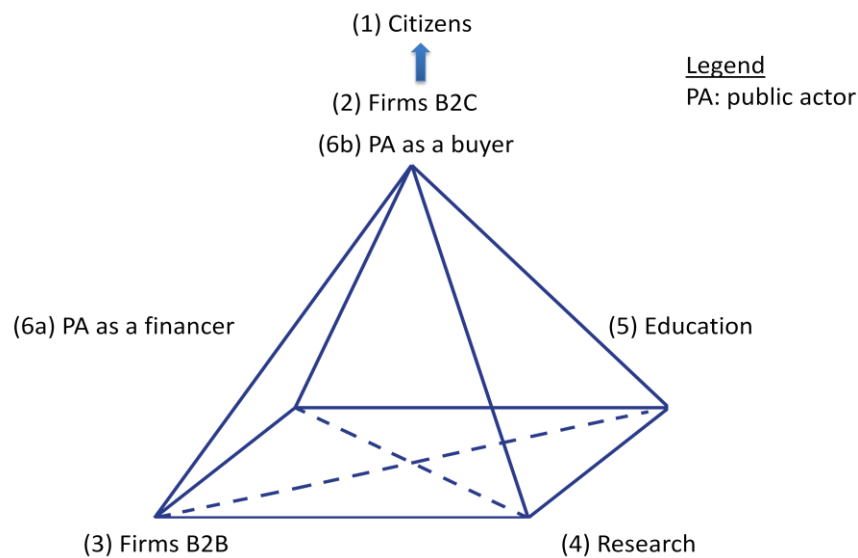 (1) Citizens
(2) Firms B2C
(6b) PA as a buyer
Legend
PA: public actor
(6a) PA as a financer
(5) Education
(3) Firms B2B
(4) Research